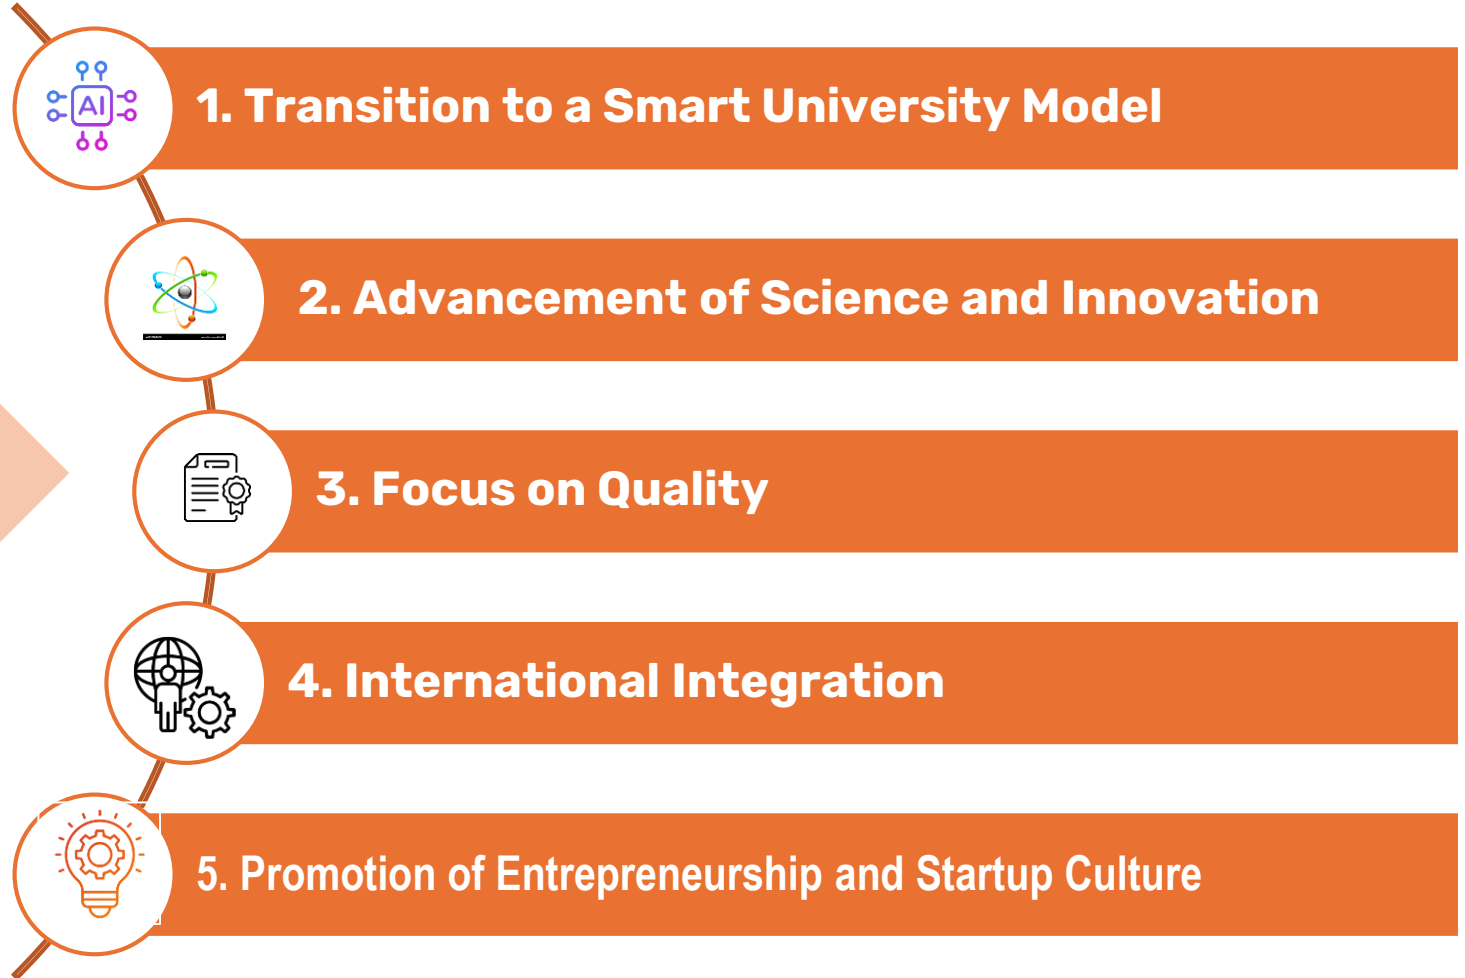 AI
1. Transition to a Smart University Model
2. Advancement of Science and Innovation
3. Focus on Quality
4. International Integration
5. Promotion of Entrepreneurship and Startup Culture